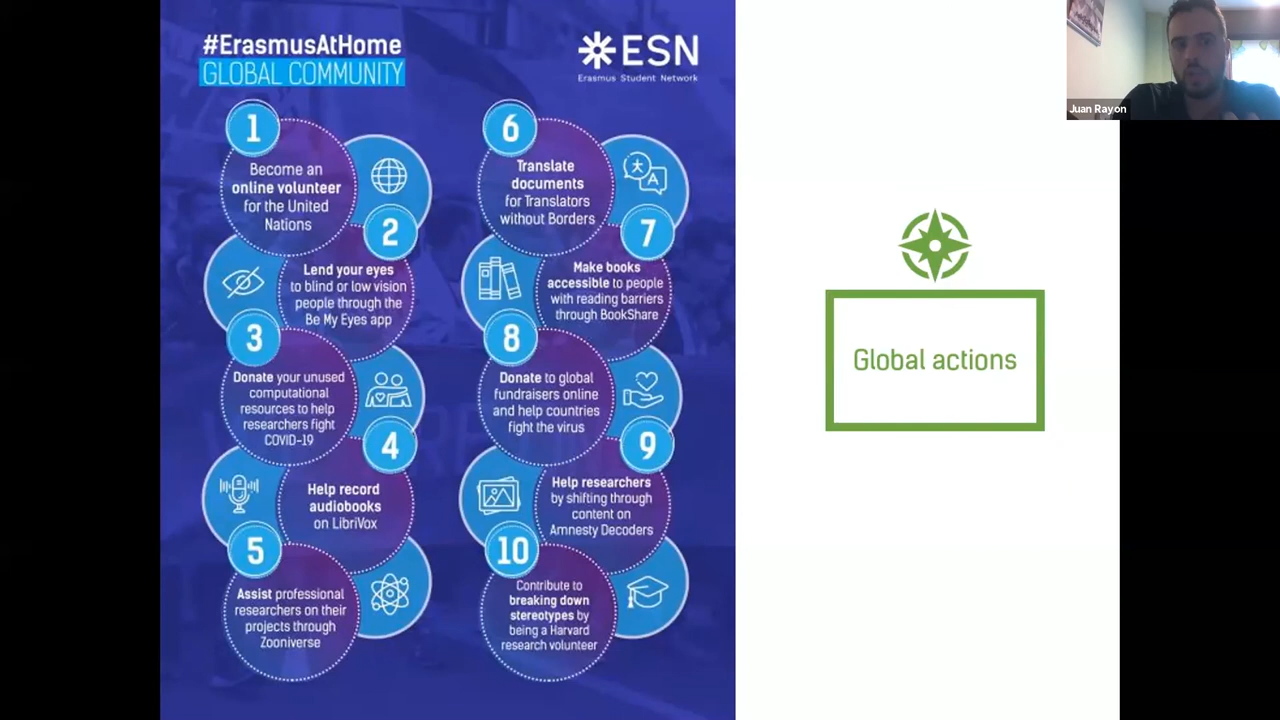 #ErasmusAtHome
GLOBAL COMMUNITY
ESN
Erasmus Student Network
1
Become an
online volunteer
for the United
Nations
2
Lend your eyes
to blind or low vision
people through the
Be My Eyes app
3
Donate your unused
computational
resources to help
researchers fight
COVID-19
4
Help record
audiobooks
on LibriVox
5
Assist professional
researchers on their
projects through
Zooniverse
6
Translate
documents
for Translators
without Borders
A
7
Make books
accessible to people
with reading barriers
through BookShare
8
Donate to global
fundraisers online
and help countries
fight the virus
9
Help researchers
by shifting through
content on
Amnesty Decoders
10
Contribute to
breaking down
stereotypes by
being a Harvard
research volunteer
Global actions
Juan Rayon